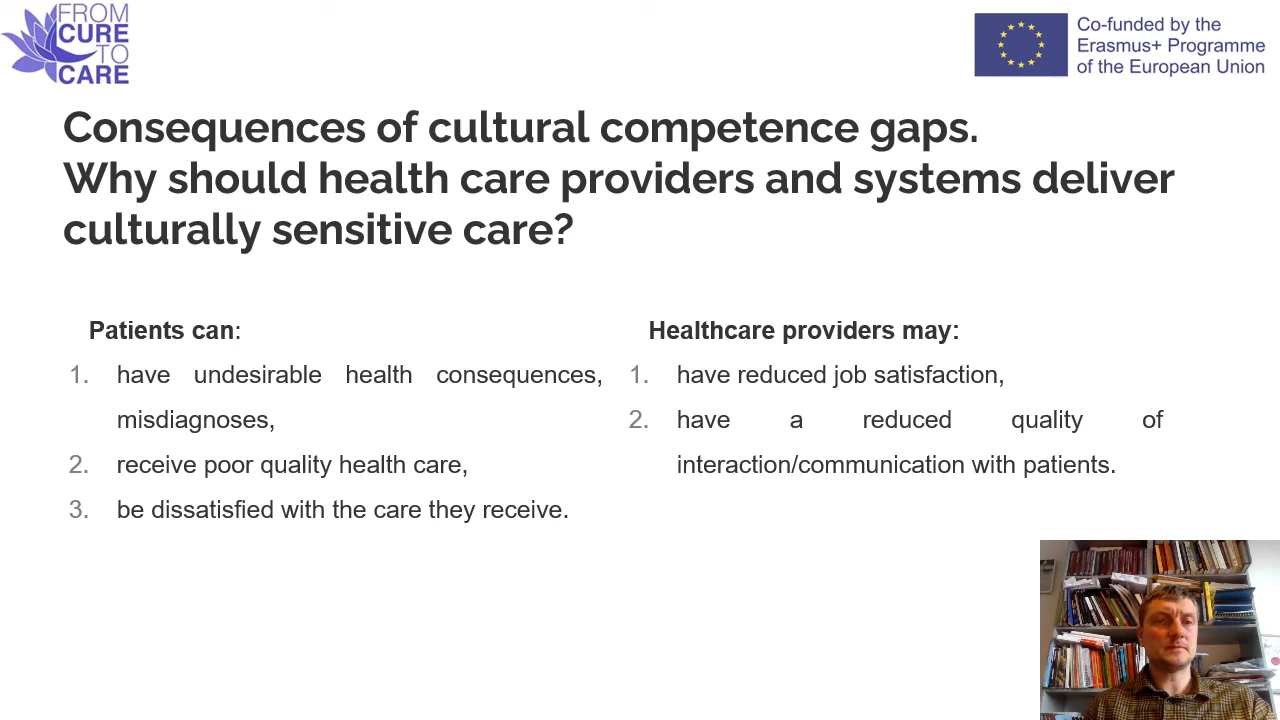 FROM
CURE
TO
CARE
Co-funded by the
Erasmus+ Programme
of the European Union
Consequences of cultural competence gaps.
Why should health care providers and systems deliver
culturally sensitive care?
Patients can:
1. have undesirable health consequences,
misdiagnoses,
2. receive poor quality health care,
3. be dissatisfied with the care they receive.
Healthcare providers may:
1. have reduced job satisfaction,
2. have a reduced quality of
interaction/communication with patients.